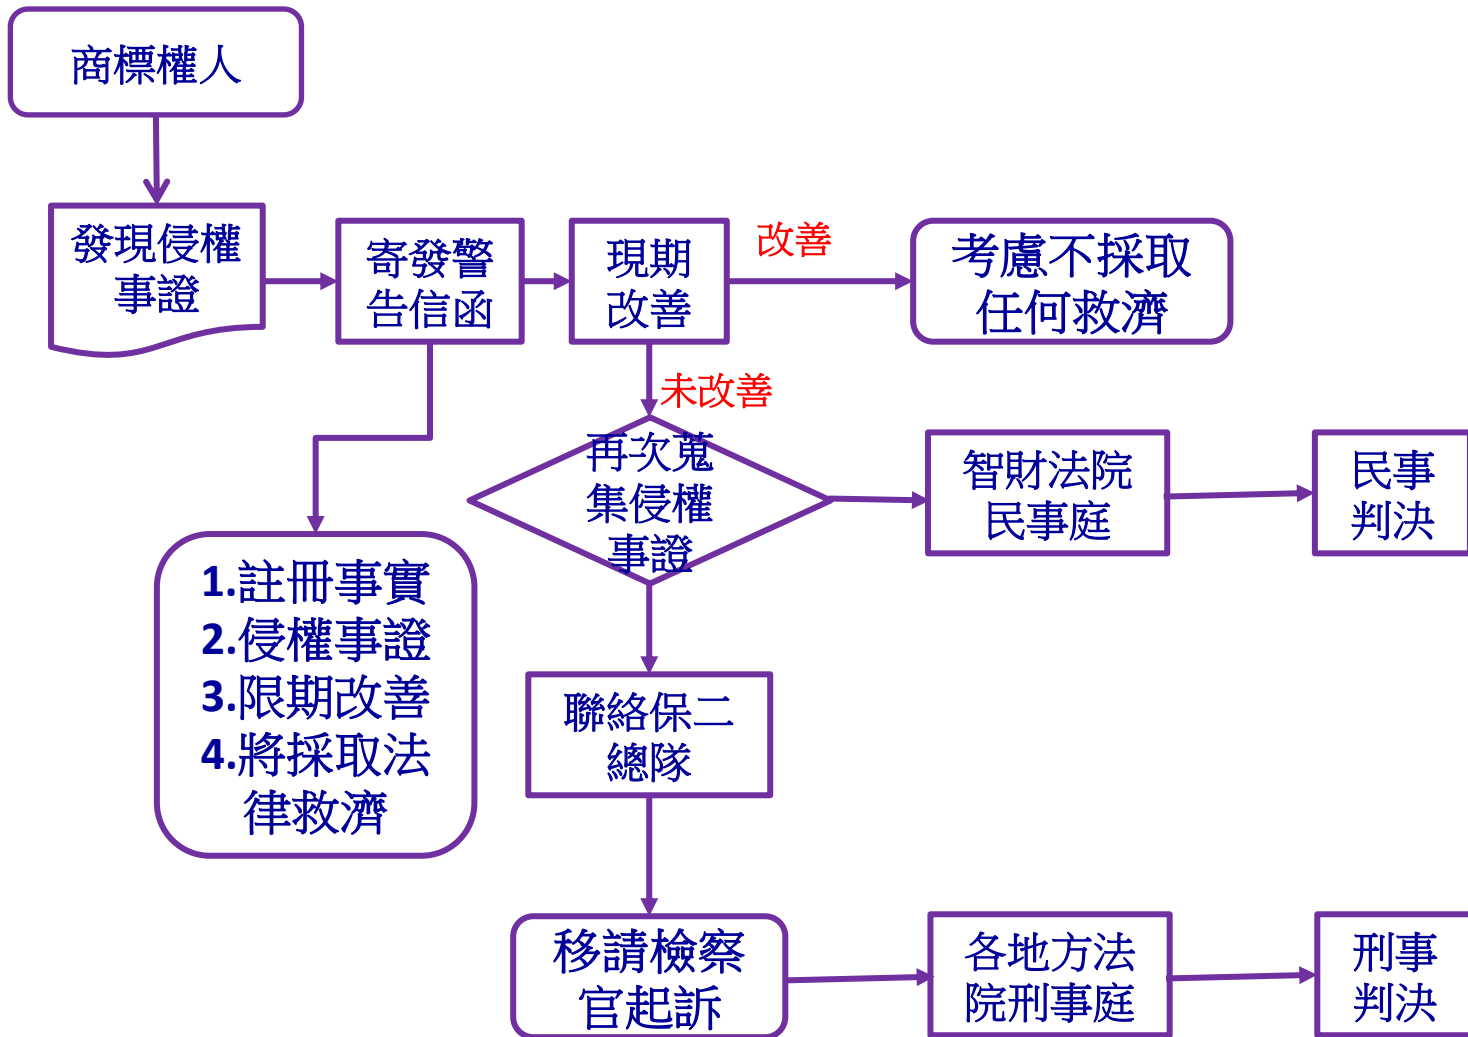 商標權人
發現侵權
事證
寄發警
告信函
現期
改善
改善
考慮不採取
任何救濟
未改善
再次蒐
集侵權
事證
智財法院
民事庭
民事
判決
1.註冊事實
2.侵權事證
3.限期改善
4.將採取法
律救濟
聯絡保二
總隊
移請檢察
官起訴
各地方法
院刑事庭
刑事
判決